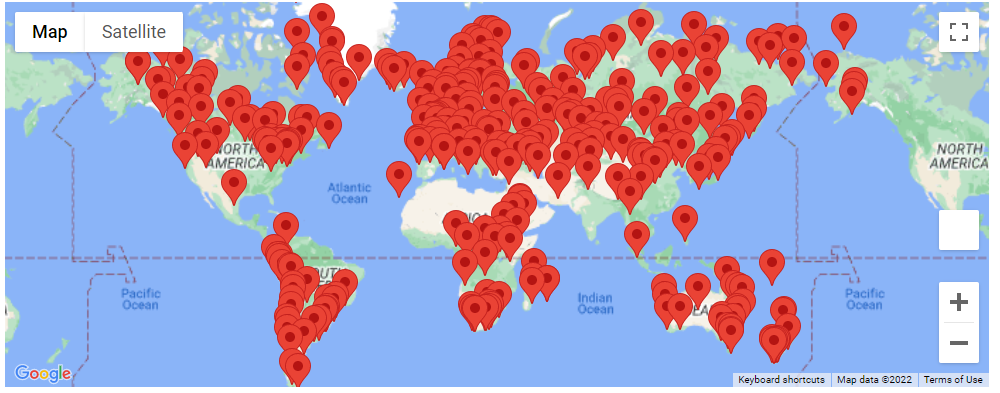 Map
Satellite
NORTH
AMERICA
NORTH
AMERICA
Atlantic
Ocean
Pacific
Ocean
Indian
Ocean
Pacific
Ocean
Google
Keyboard shortcuts
Map data ©2022
Terms of Use